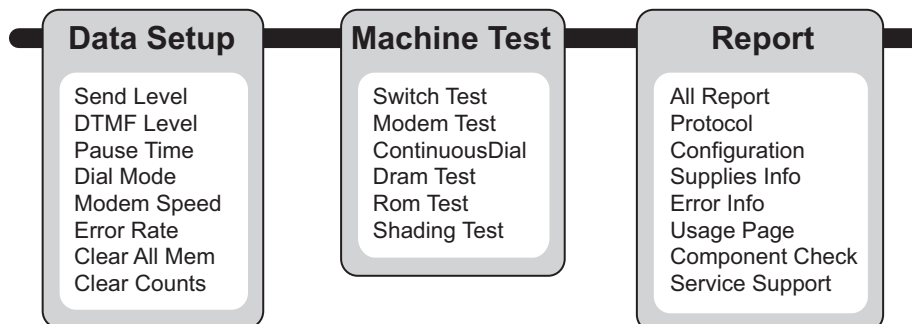 Data Setup
Send Level
DTMF Level
Pause Time
Dial Mode
Modem Speed
Error Rate
Clear All Mem
Clear Counts
Machine Test
Switch Test
Modem Test
ContinuousDial
Dram Test
Rom Test
Shading Test
Report
All Report
Protocol
Configuration
Supplies Info
Error Info
Usage Page
Component Check
Service Support